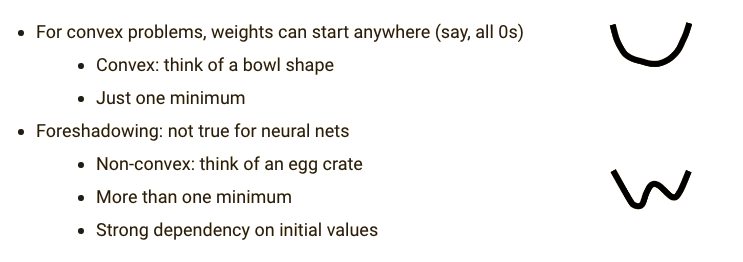 For convex problems, weights can start anywhere (say, all 0s)
Convex: think of a bowl shape
Just one minimum
Foreshadowing: not true for neural nets
Non-convex: think of an egg crate
More than one minimum
Strong dependency on initial values